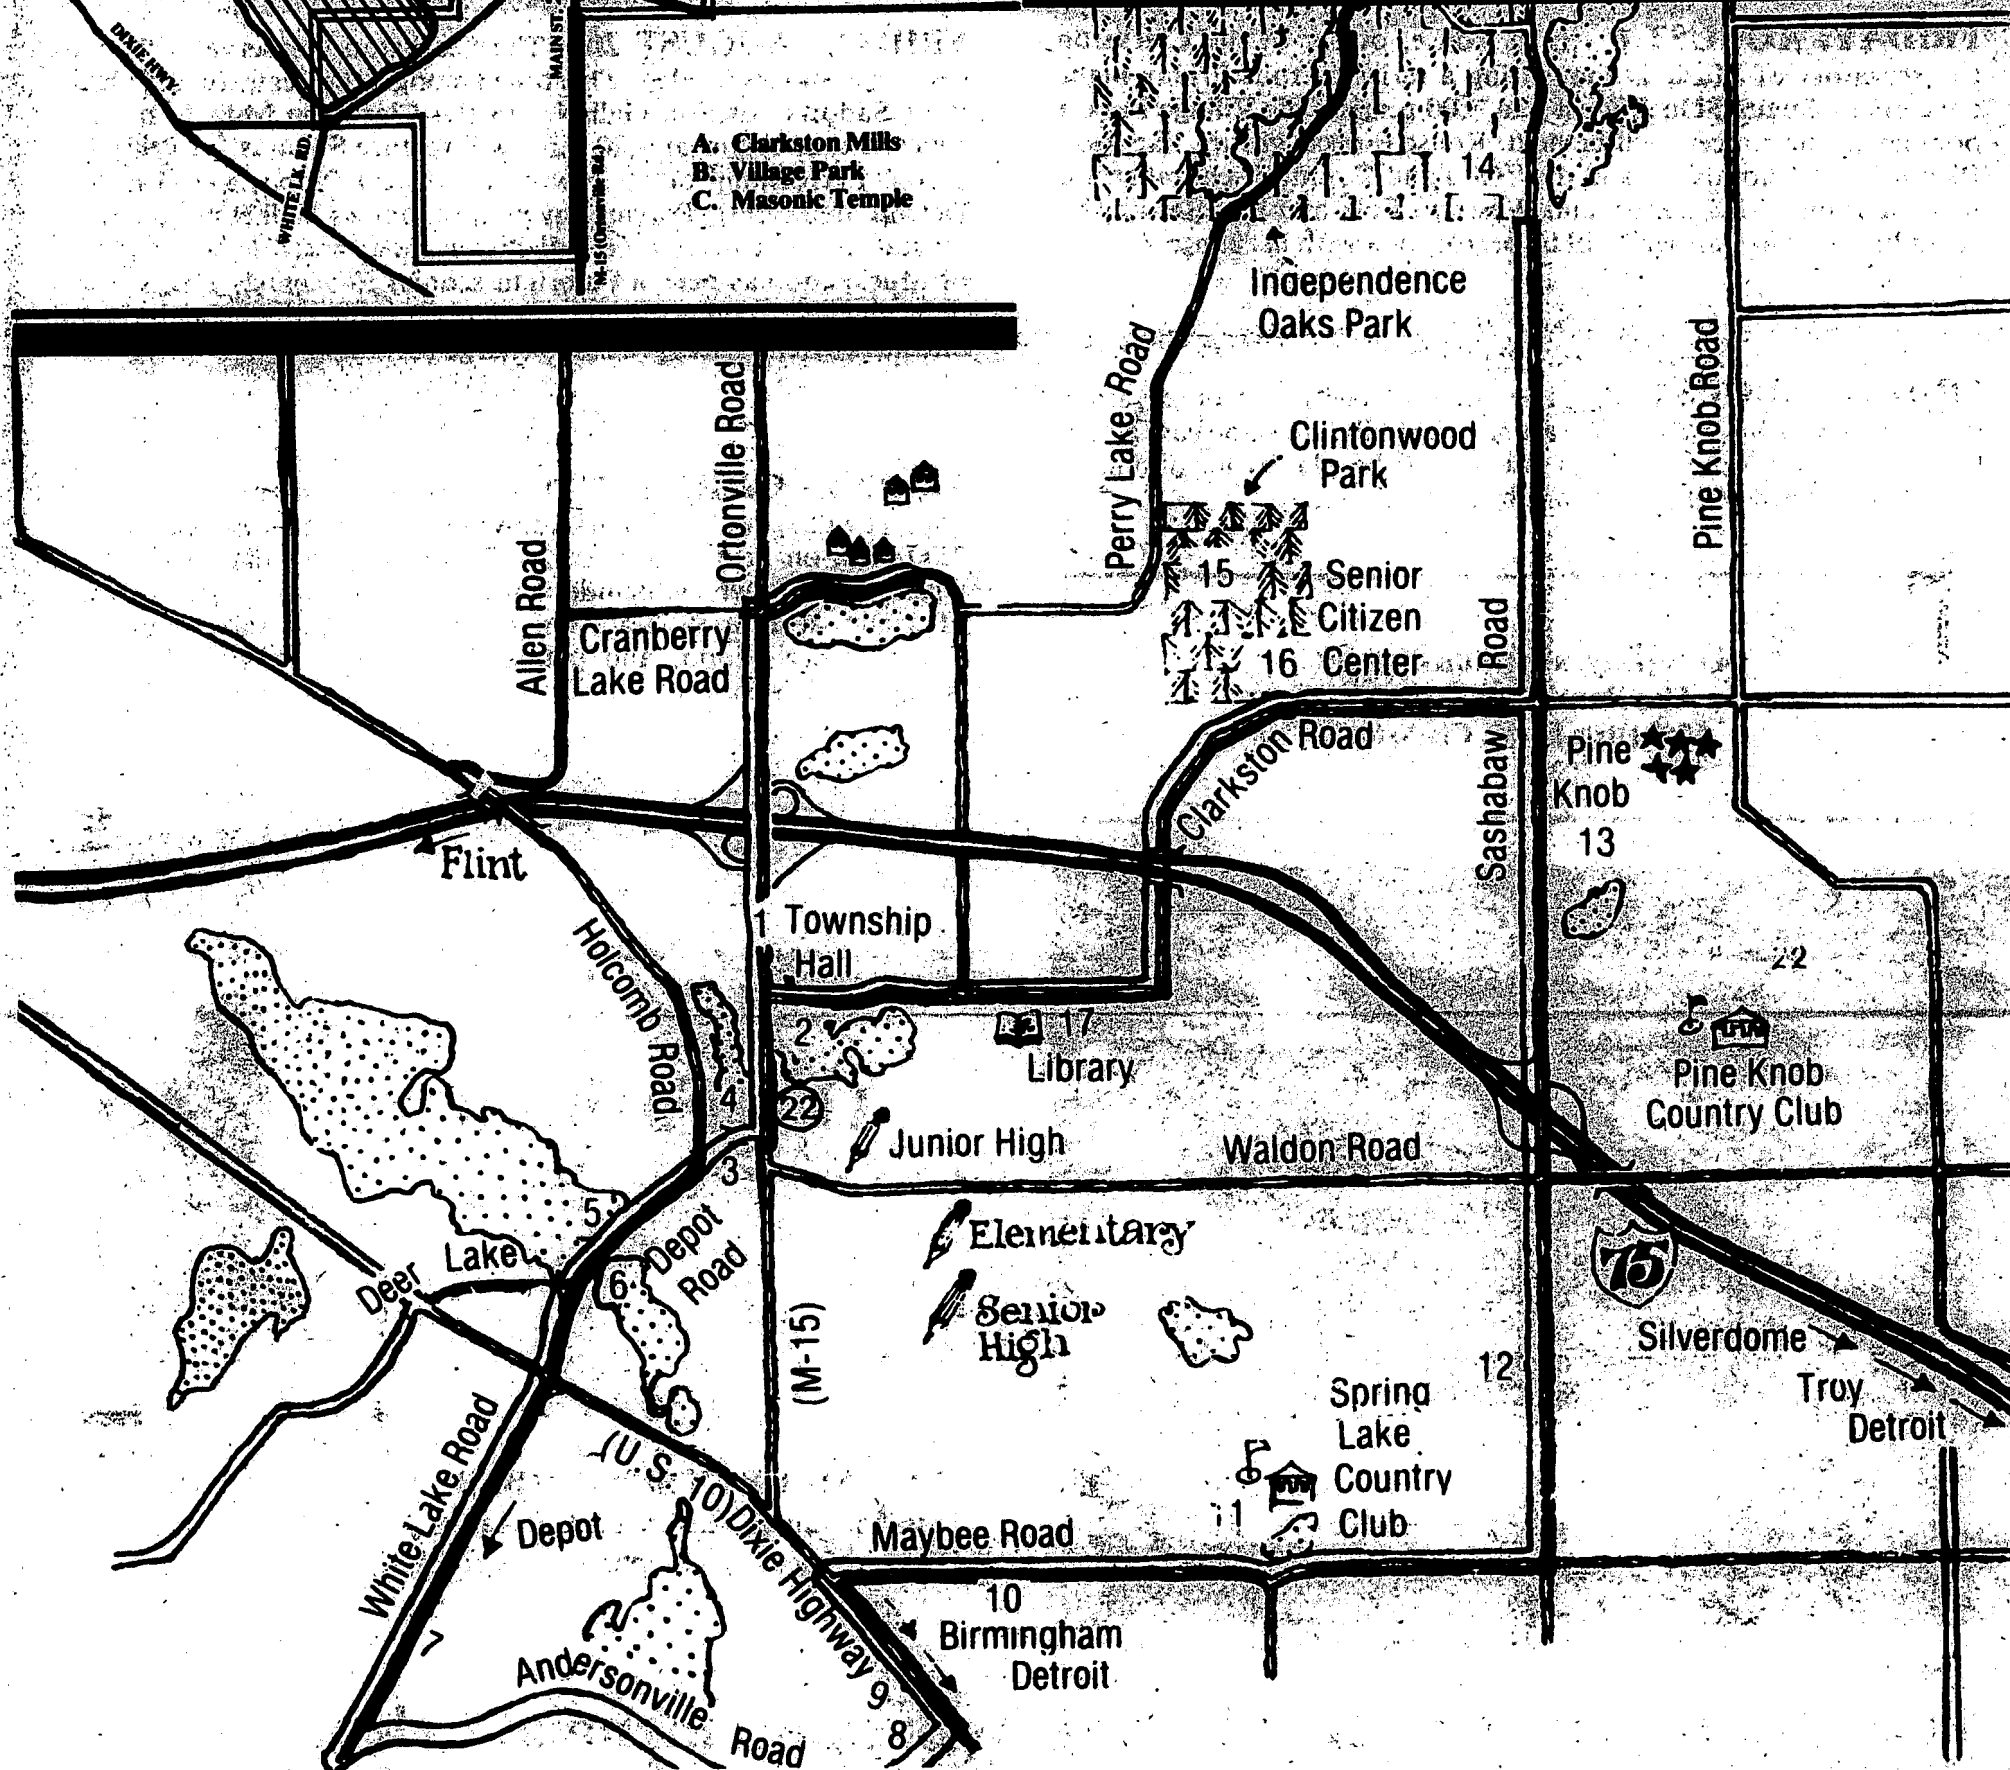 DIXIE HWY.
MAIN ST.
WHITE LK. RD.
M-15 (Ortonville Rd.)
A. Clarkston Mills
B. Village Park
C. Masonic Temple
14
Independence
Oaks Park
Perry Lake Road
Pine Knob Road
Ortonville Road
Clintonwood
Park
Allen Road
15 Senior
Citizen
16 Center
Cranberry
Lake Road
Road
Clarkston Road
Sashabaw
Pine
Knob
13
Flint
1 Township
Hall
Holcomb Road
22
2
17
Library
4
22
Pine Knob
Country Club
Junior High
Waldon Road
3
5
Depot
Road
Elementary
Lake
Deer
6
75
Senior
High
(M-15)
Silverdome
12
Troy
Detroit
Spring
Lake
Country
Club
11
White Lake Road
(U.S. 10) Dixie Highway
Depot
Maybee Road
10
Birmingham
Detroit
7
Andersonville Road
9
8